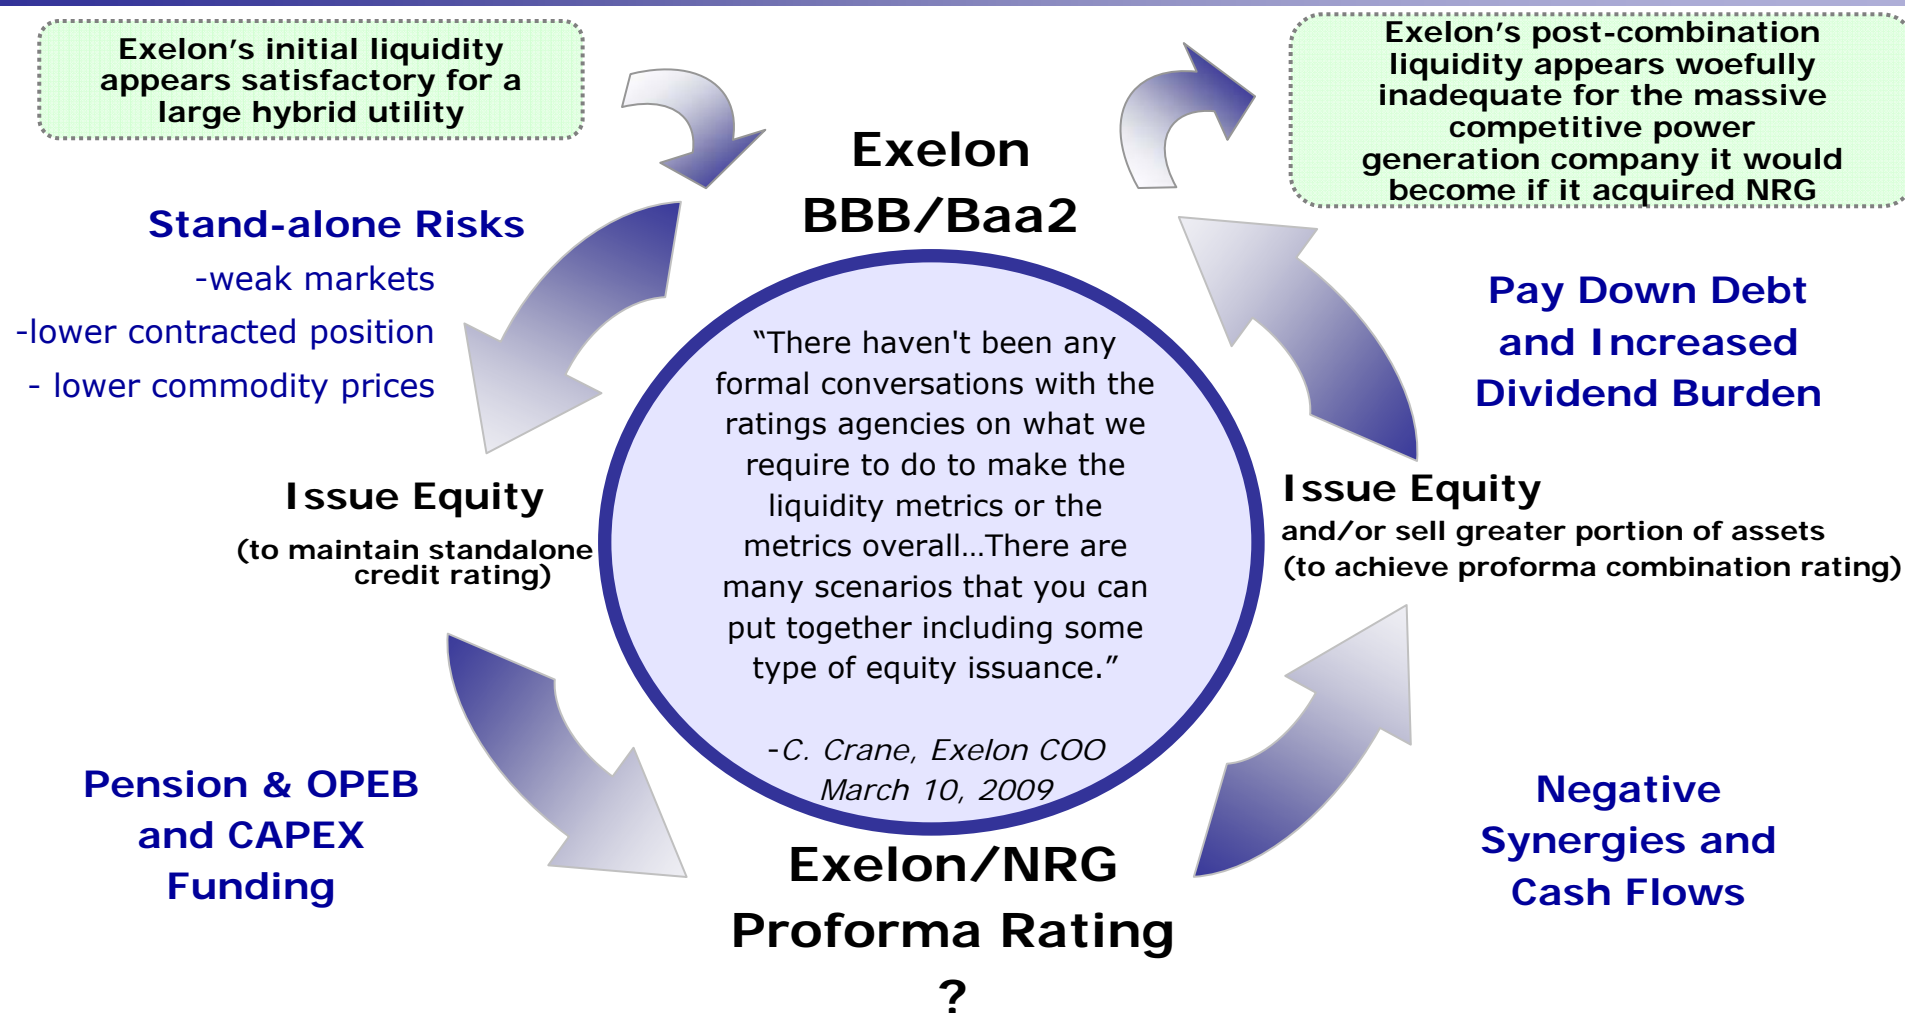 Exelon's initial liquidity
appears satisfactory for a
large hybrid utility
Exelon's post-combination
liquidity appears woefully
inadequate for the massive
competitive power
generation company it would
become if it acquired NRG
Exelon
BBB/Baa2
Stand-alone Risks
-weak markets
-lower contracted position
- lower commodity prices
Pay Down Debt
and Increased
Dividend Burden
"There haven't been any
formal conversations with the
ratings agencies on what we
require to do to make the
liquidity metrics or the
metrics overall…There are
many scenarios that you can
put together including some
type of equity issuance."
-C. Crane, Exelon COO
March 10, 2009
Issue Equity
(to maintain standalone
credit rating)
Issue Equity
and/or sell greater portion of assets
(to achieve proforma combination rating)
Pension & OPEB
and CAPEX
Funding
Negative
Synergies and
Cash Flows
Exelon/NRG
Proforma Rating
?